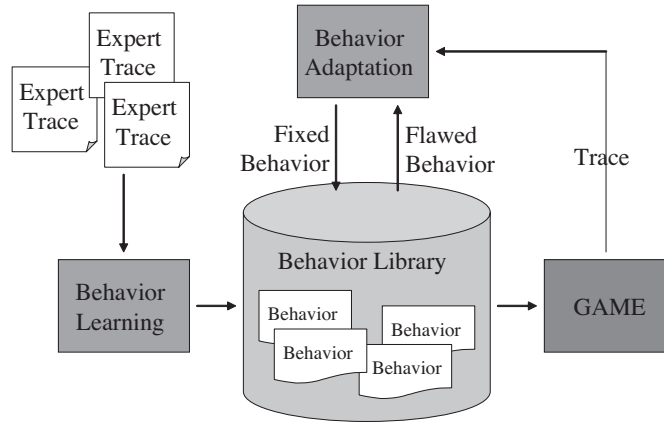 Expert
Trace
Expert
Trace
Expert
Trace
Behavior
Adaptation
Fixed
Behavior
Flawed
Behavior
Trace
Behavior
Learning
Behavior Library
Behavior
Behavior
Behavior
Behavior
GAME